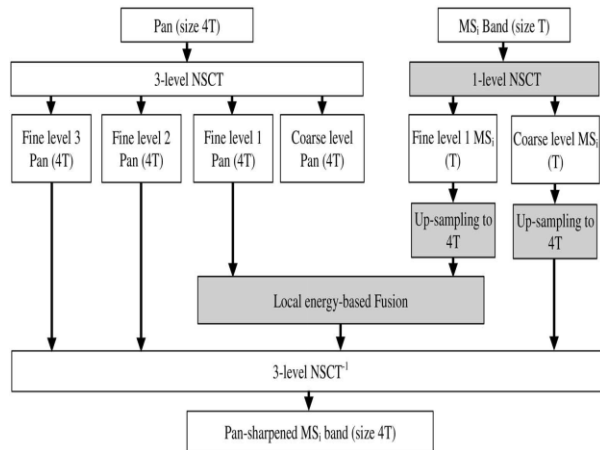 Pan (size 4T)
MSi Band (size T)
3-level NSCT
1-level NSCT
Fine level 3
Pan (4T)
Fine level 2
Pan (4T)
Fine level 1
Pan (4T)
Coarse level
Pan (4T)
Fine level 1 MSi
(T)
Coarse level MSi
(T)
Up-sampling to
4T
Up-sampling to
4T
Local energy-based Fusion
3-level NSCT-1
Pan-sharpened MSi band (size 4T)